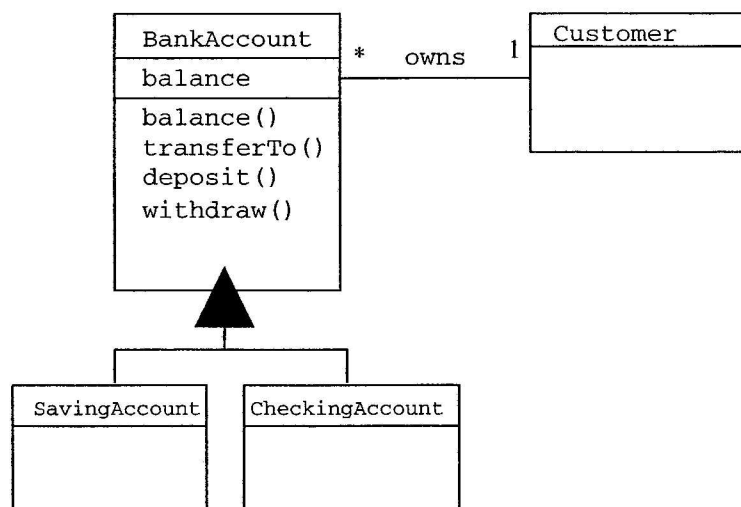 BankAccount
balance
balance()
transferTo()
deposit()
withdraw()
* owns 1
Customer
SavingAccount
CheckingAccount